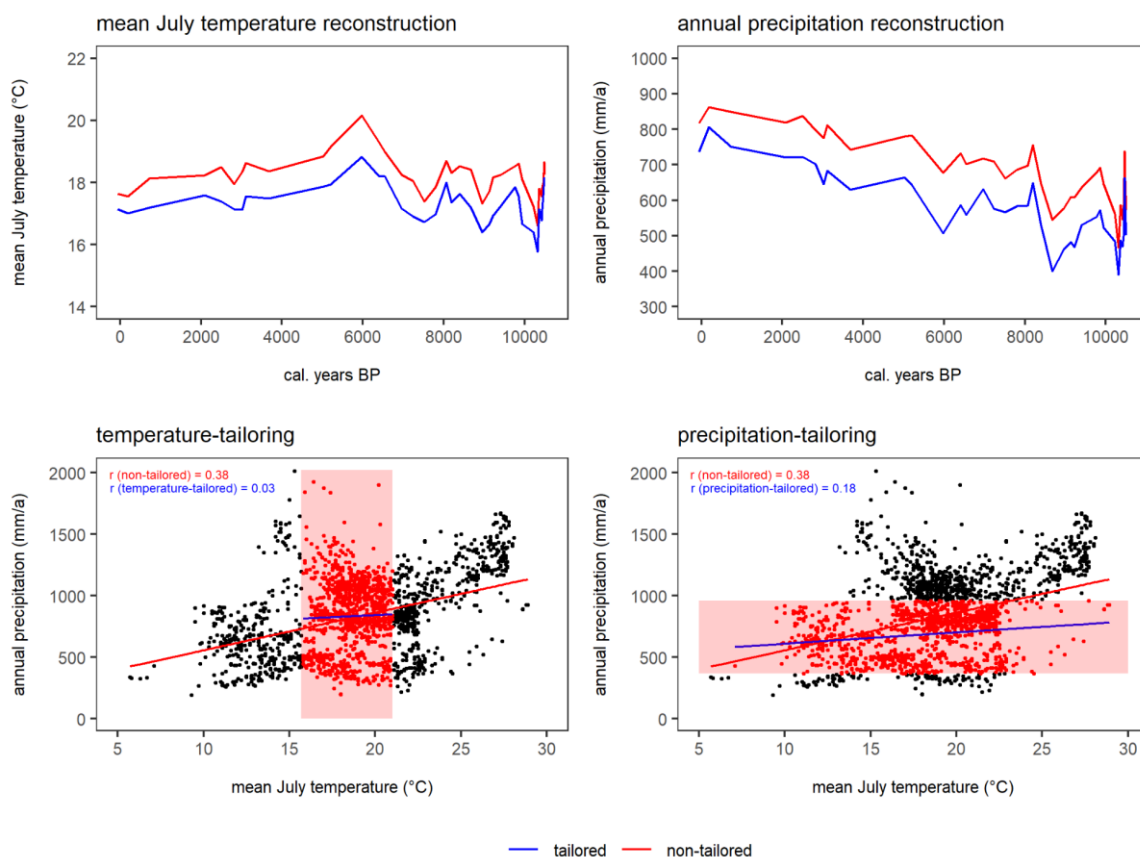 mean July temperature reconstruction
mean July temperature (°C)
22
20
18
16
14
0 2000 4000 6000 8000 10000
cal. years BP
annual precipitation reconstruction
annual precipitation (mm/a)
1000
900
800
700
600
500
400
300
0 2000 4000 6000 8000 10000
cal. years BP
temperature-tailoring
r (non-tailored) = 0.38
r (temperature-tailored) = 0.03
annual precipitation (mm/a)
2000
1500
1000
500
0
5 10 15 20 25 30
mean July temperature (°C)
precipitation-tailoring
r (non-tailored) = 0.38
r (precipitation-tailored) = 0.18
annual precipitation (mm/a)
2000
1500
1000
500
0
5 10 15 20 25 30
mean July temperature (°C)
tailored non-tailored